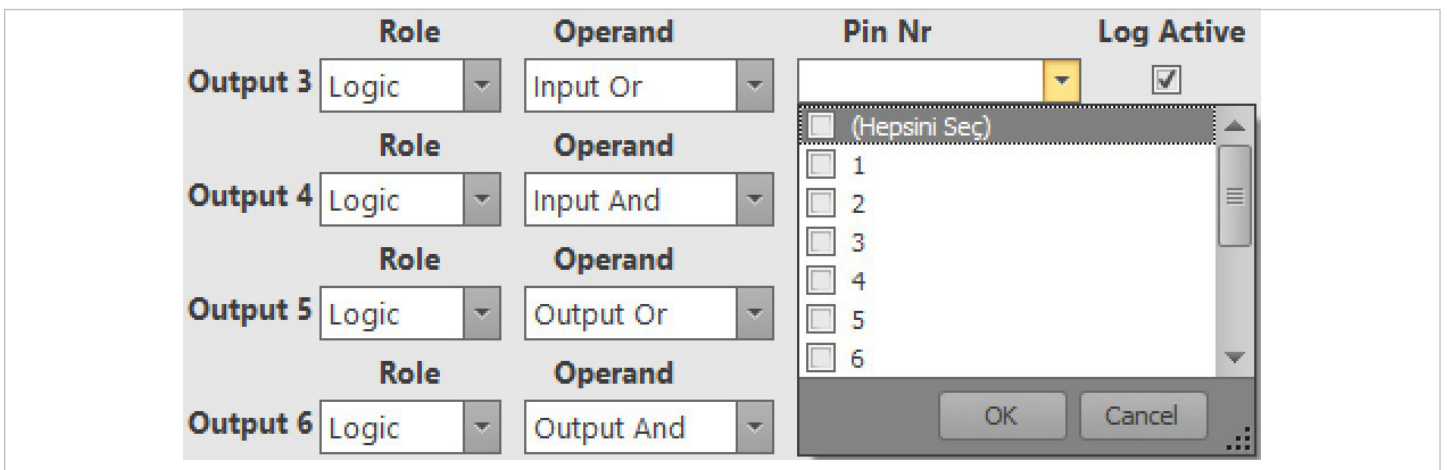 Role Operand Pin Nr Log Active
Output 3 Logic Input Or
(Hepsini Seç)
Role Operand
1
Output 4 Logic Input And
2
3
Role Operand
4
Output 5 Logic Output Or
5
6
Role Operand
Output 6 Logic Output And
OK Cancel